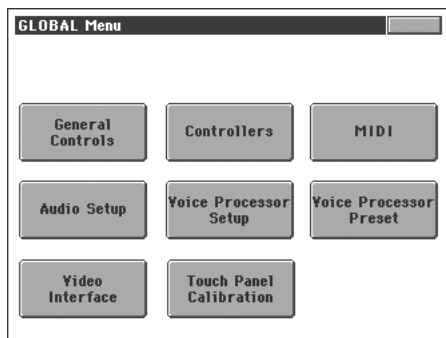 GLOBAL Menu
General
Controls
Controllers
MIDI
Audio Setup
Voice Processor
Setup
Voice Processor
Preset
Video
Interface
Touch Panel
Calibration